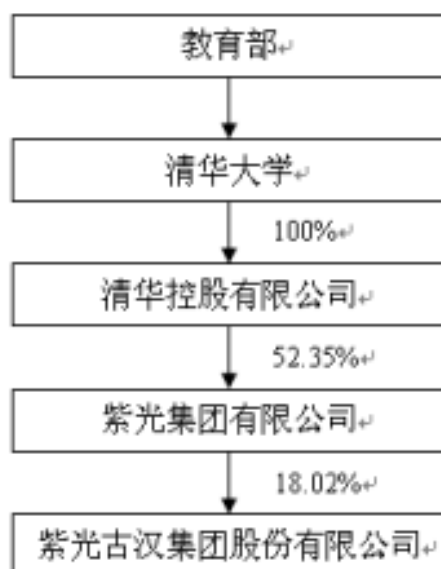 教育部
清华大学
100%
清华控股有限公司
52.35%
紫光集团有限公司
18.02%
紫光古汉集团股份有限公司